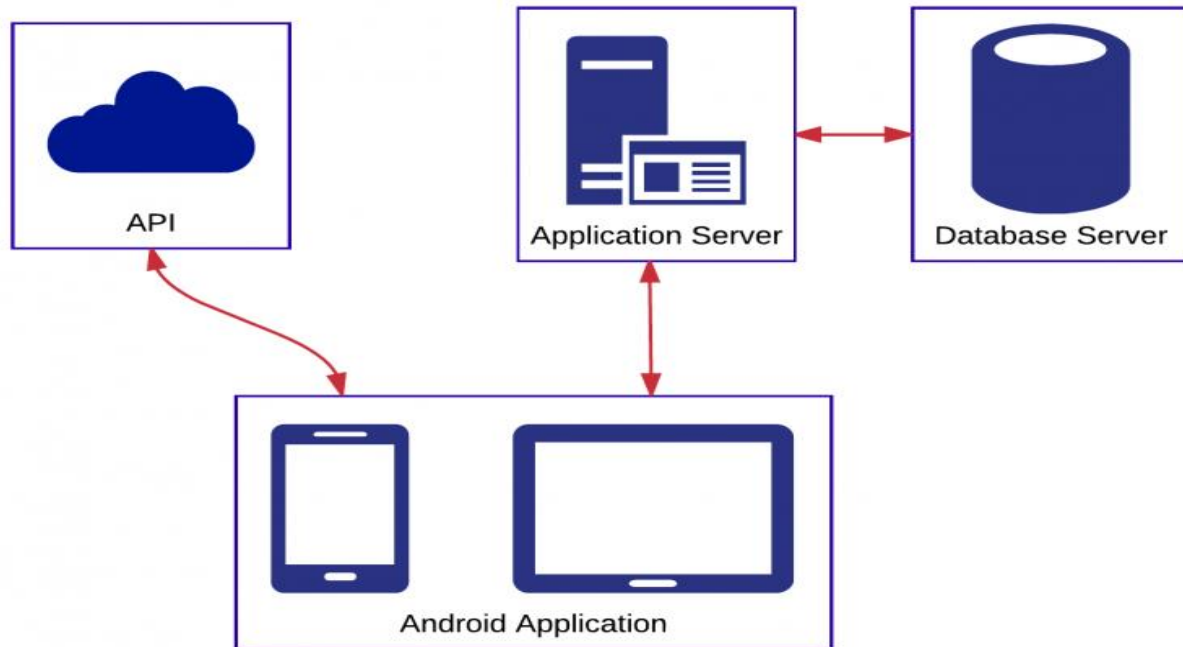 API
Application Server
Database Server
Android Application